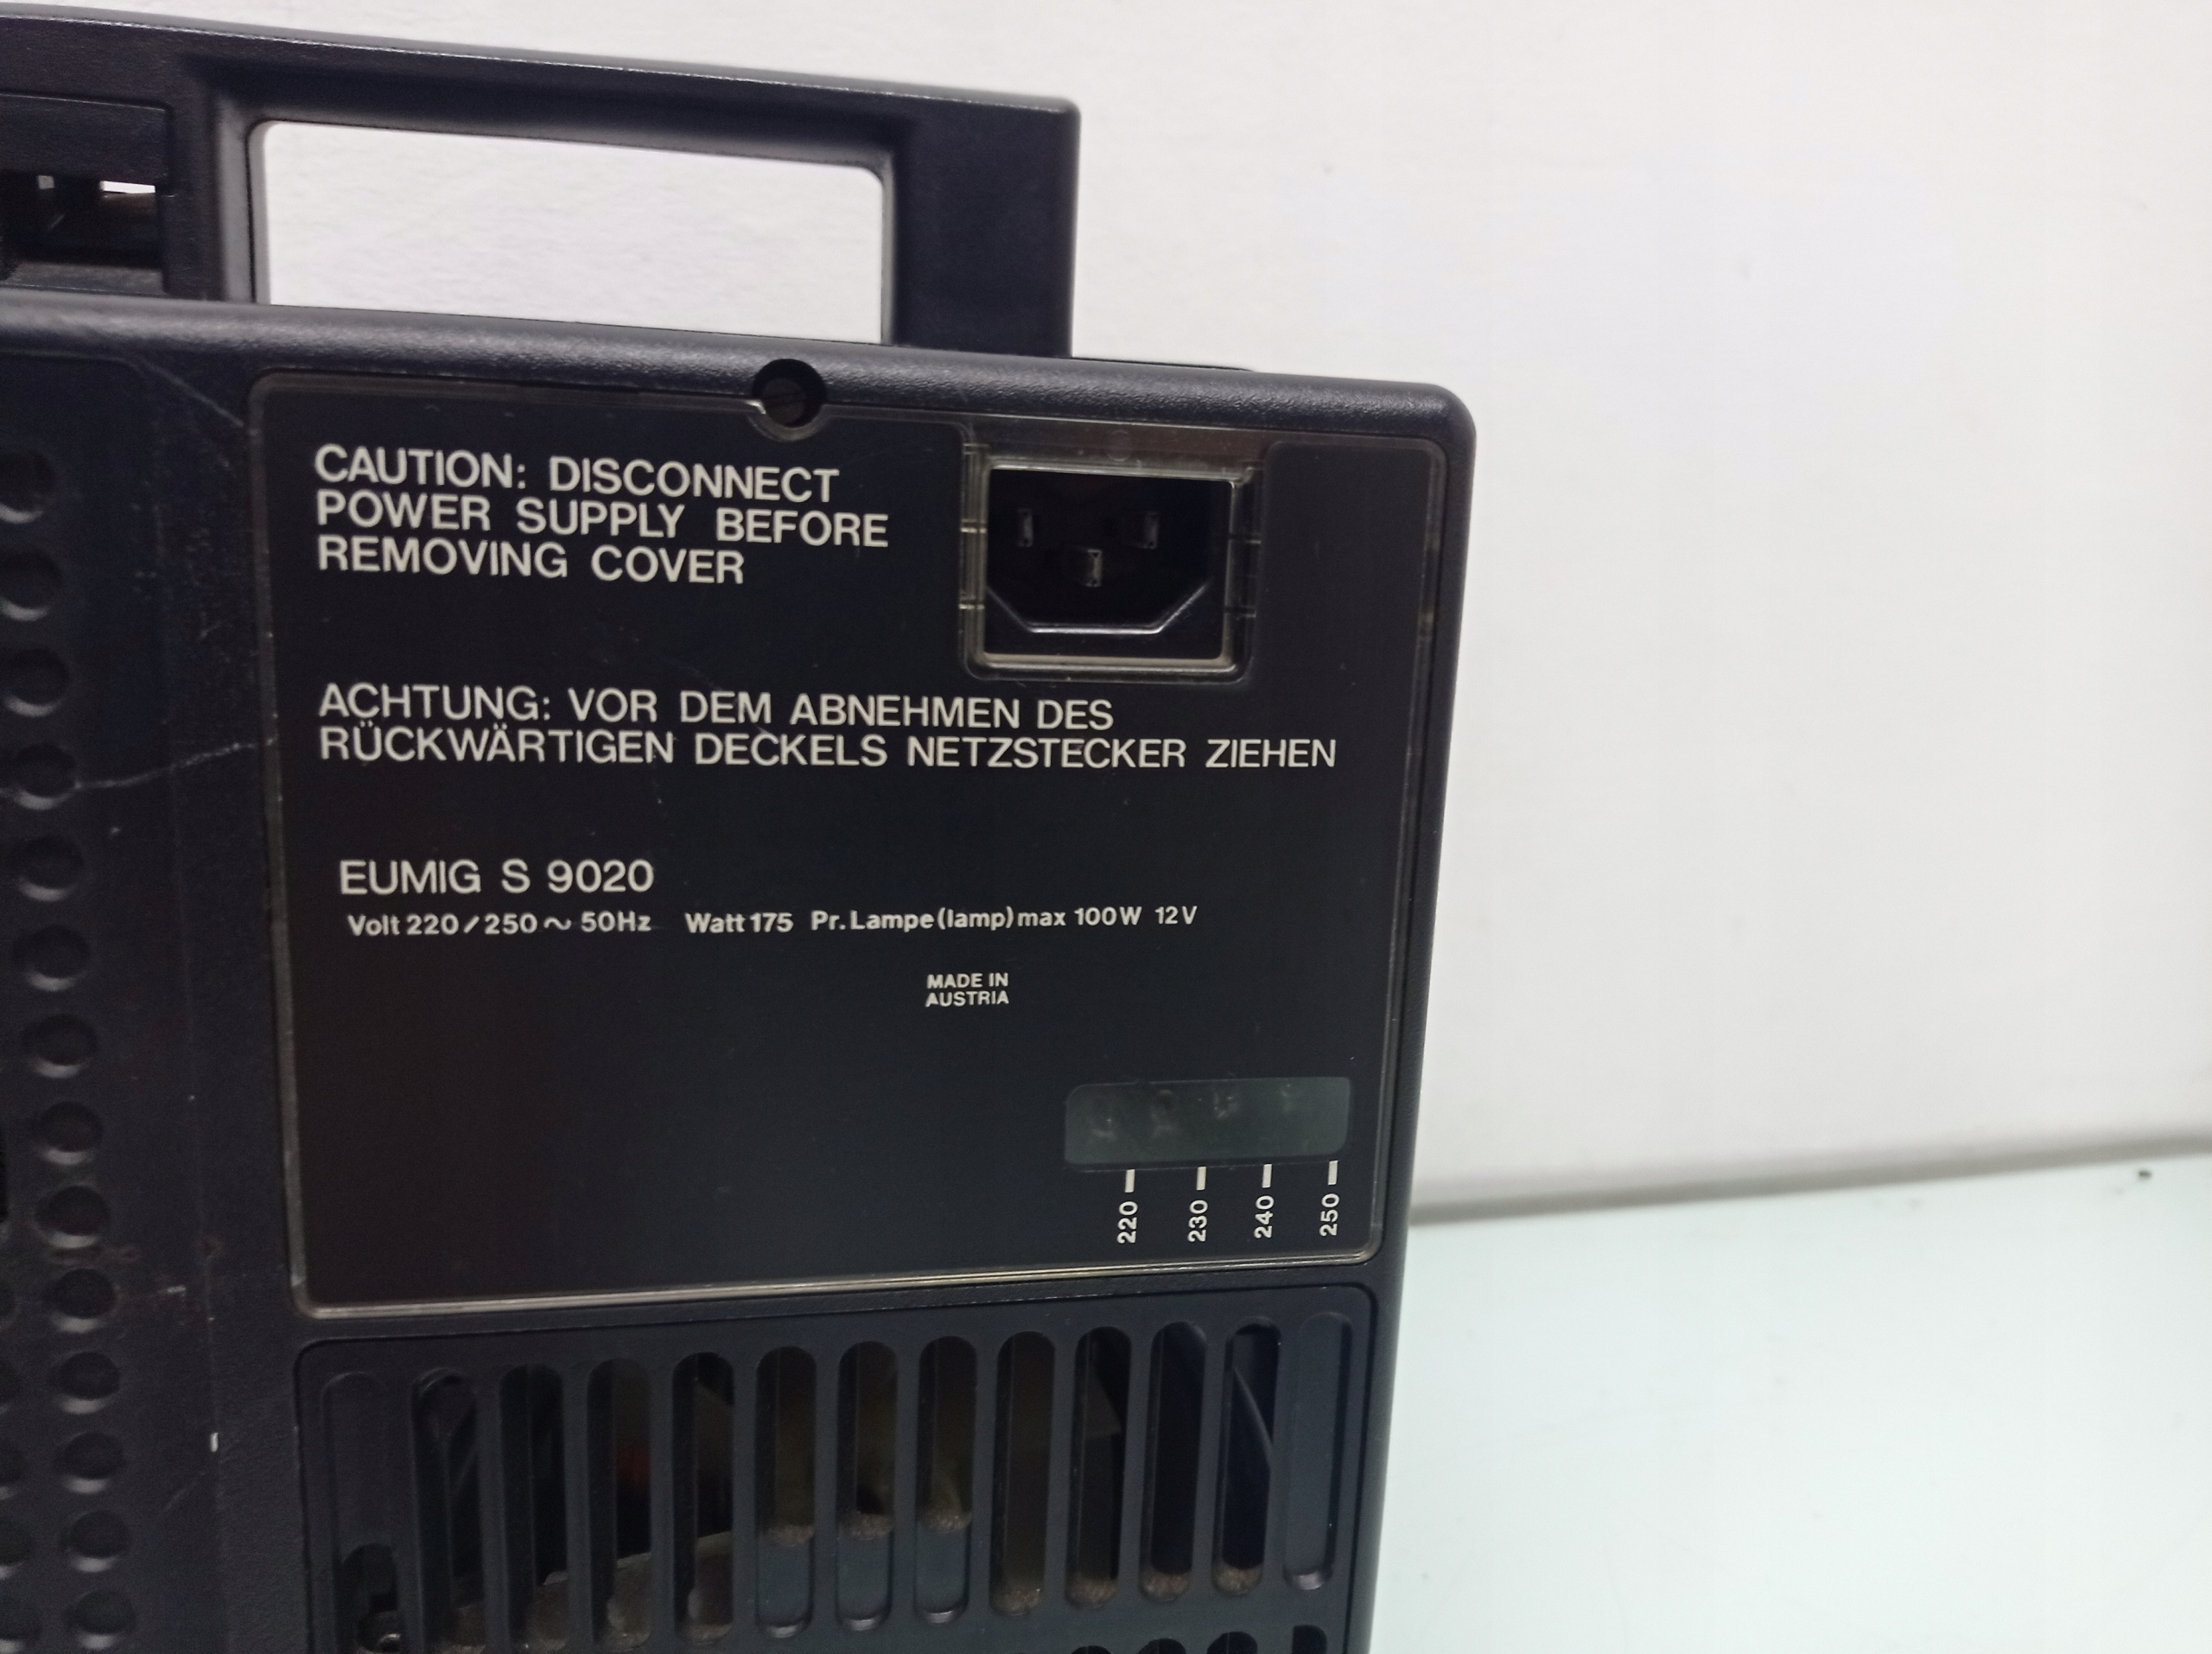 CAUTION: DISCONNECT
POWER SUPPLY BEFORE
REMOVING COVER
ACHTUNG: VOR DEM ABNEHMEN DES
RÜCKWÄRTIGEN DECKELS NETZSTECKER ZIEHEN
EUMIG S 9020
Volt 220/250 ~ 50Hz Watt 175 Pr. Lampe (lamp) max 100W 12V
MADE IN
AUSTRIA
220
230
240
250